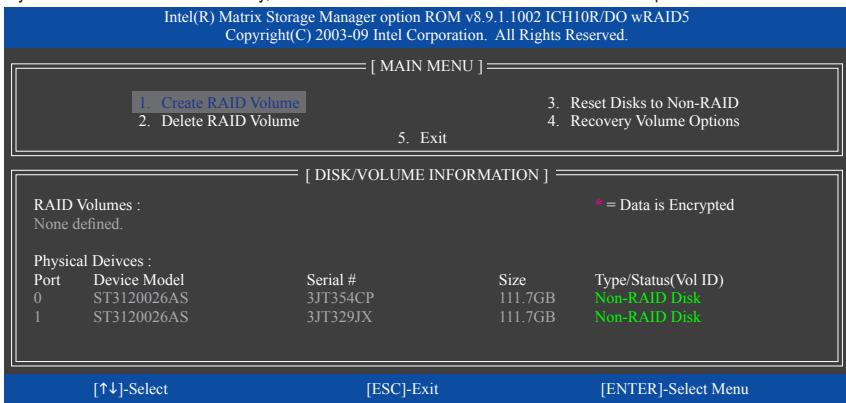 Intel(R) Matrix Storage Manager option ROM v8.9.1.1002 ICH10R/DO wRAID5
Copyright(C) 2003-09 Intel Corporation. All Rights Reserved.
[ MAIN MENU ]
1. Create RAID Volume 3. Reset Disks to Non-RAID
2. Delete RAID Volume 4. Recovery Volume Options
5. Exit
[ DISK/VOLUME INFORMATION ]
RAID Volumes : * = Data is Encrypted
None defined.
Physical Deivces :
Port Device Model Serial # Size Type/Status(Vol ID)
0 ST3120026AS 3JT354CP 111.7GB Non-RAID Disk
1 ST3120026AS 3JT329JX 111.7GB Non-RAID Disk
[↑↓]-Select [ESC]-Exit [ENTER]-Select Menu